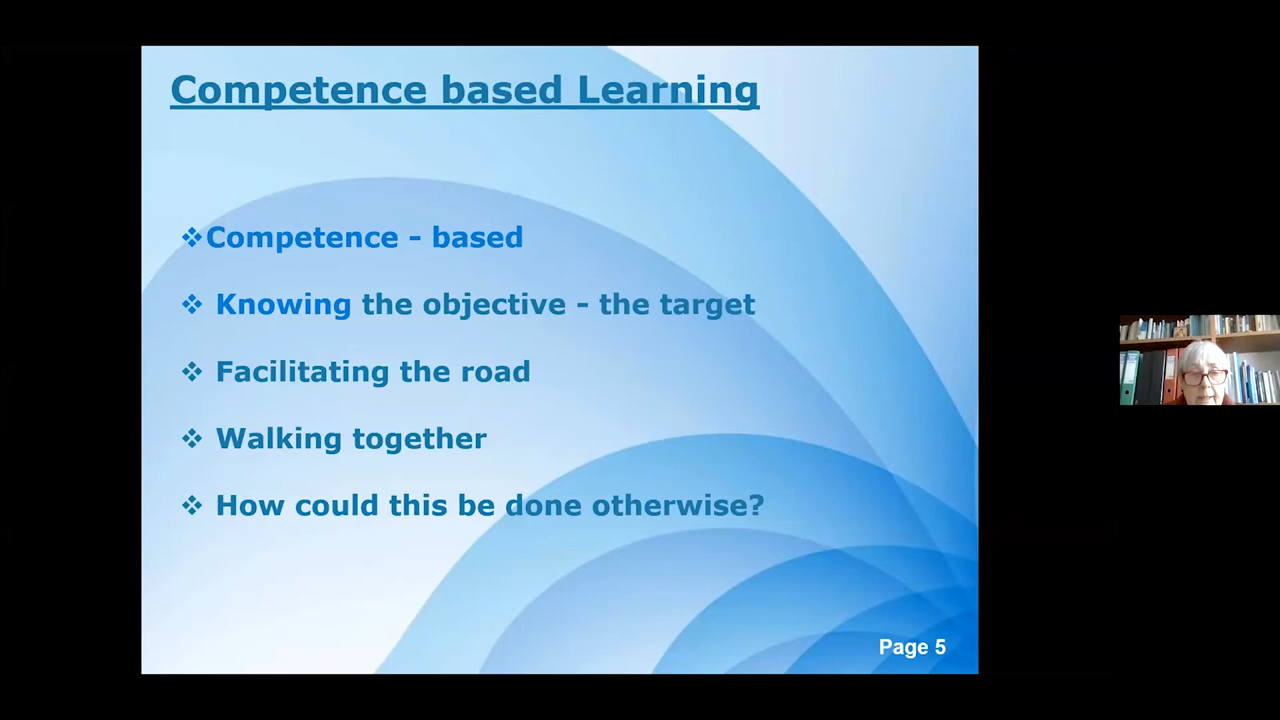 Competence based Learning
❖Competence - based
❖ Knowing the objective - the target
❖ Facilitating the road
❖ Walking together
❖ How could this be done otherwise?
Page 5